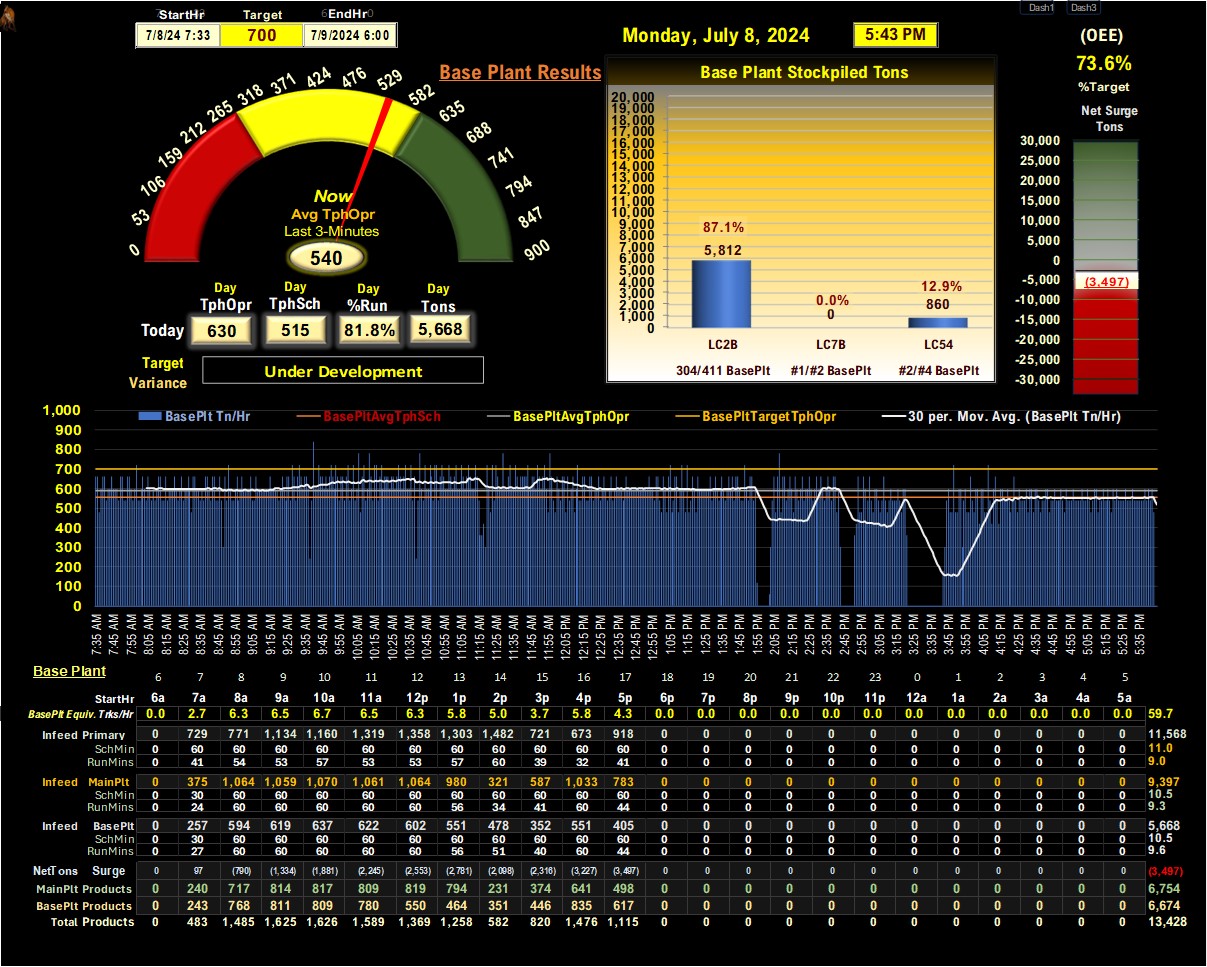 Dash1 Dash3
StartHr Target EndHr
7/8/24 7:33 700 7/9/2024 6:00
Monday, July 8, 2024 5:43 PM
(OEE)
73.6%
%Target
Net Surge
Tons
30,000
25,000
20,000
15,000
10,000
5,000
0
-5,000
(3,497)
-10,000
-15,000
-20,000
-25,000
-30,000
Base Plant Results
0 53 106 159 212 265 318 371 424 476 529 582 635 688 741 794 847 900
Now
Avg TphOpr
Last 3-Minutes
540
Day Day Day Day
TphOpr TphSch %Run Tons
Today 630 515 81.8% 5,668
Target
Variance
Under Development
Base Plant Stockpiled Tons
20,000
19,000
18,000
17,000
16,000
15,000
14,000
13,000
12,000
11,000
10,000
9,000
8,000
7,000
6,000
5,000
4,000
3,000
2,000
1,000
0
87.1% 0.0% 12.9%
5,812 0 860
LC2B LC7B LC54
304/411 BasePlt #1/#2 BasePlt #2/#4 BasePlt
BasePlt Tn/Hr BasePltAvgTphSch BasePltAvgTphOpr BasePltTargetTphOpr 30 per. Mov. Avg. (BasePlt Tn/Hr)
1,000
900
800
700
600
500
400
300
200
100
0
7:35 AM 7:45 AM 7:55 AM 8:05 AM 8:15 AM 8:25 AM 8:35 AM 8:45 AM 8:55 AM 9:05 AM 9:15 AM 9:25 AM 9:35 AM 9:45 AM 9:55 AM 10:05 AM 10:15 AM 10:25 AM 10:35 AM 10:45 AM 10:55 AM 11:05 AM 11:15 AM 11:25 AM 11:35 AM 11:45 AM 11:55 AM 12:05 PM 12:15 PM 12:25 PM 12:35 PM 12:45 PM 12:55 PM 1:05 PM 1:15 PM 1:25 PM 1:35 PM 1:45 PM 1:55 PM 2:05 PM 2:15 PM 2:25 PM 2:35 PM 2:45 PM 2:55 PM 3:05 PM 3:15 PM 3:25 PM 3:35 PM 3:45 PM 3:55 PM 4:05 PM 4:15 PM 4:25 PM 4:35 PM 4:45 PM 4:55 PM 5:05 PM 5:15 PM 5:25 PM 5:35 PM
Base Plant 6 7 8 9 10 11 12 13 14 15 16 17 18 19 20 21 22 23 0 1 2 3 4 5
StartHr 6a 7a 8a 9a 10a 11a 12p 1p 2p 3p 4p 5p 6p 7p 8p 9p 10p 11p 12a 1a 2a 3a 4a 5a
BasePlt Equiv. Trks/Hr 0.0 2.7 6.3 6.5 6.7 6.5 6.3 5.8 5.0 3.7 5.8 4.3 0.0 0.0 0.0 0.0 0.0 0.0 0.0 0.0 0.0 0.0 0.0 0.0 59.7
Infeed Primary 0 729 771 1,134 1,160 1,319 1,358 1,303 1,482 721 673 918 0 0 0 0 0 0 0 0 0 0 0 0 11,568
SchMin 0 60 60 60 60 60 60 60 60 60 60 60 0 0 0 0 0 0 0 0 0 0 0 0 11.0
RunMins 0 41 54 53 57 53 53 57 60 39 32 41 0 0 0 0 0 0 0 0 0 0 0 0 9.0
Infeed MainPlt 0 375 1,064 1,059 1,070 1,061 1,064 980 321 587 1,033 783 0 0 0 0 0 0 0 0 0 0 0 0 9,397
SchMin 0 30 60 60 60 60 60 60 60 60 60 60 0 0 0 0 0 0 0 0 0 0 0 0 10.5
RunMins 0 24 60 60 60 60 60 56 34 41 60 44 0 0 0 0 0 0 0 0 0 0 0 0 9.3
Infeed BasePlt 0 257 594 619 637 622 602 551 478 352 551 405 0 0 0 0 0 0 0 0 0 0 0 0 5,668
SchMin 0 30 60 60 60 60 60 60 60 60 60 60 0 0 0 0 0 0 0 0 0 0 0 0 10.5
RunMins 0 27 60 60 60 60 60 56 51 40 60 44 0 0 0 0 0 0 0 0 0 0 0 0 9.6
NetTons Surge 0 97 (790) (1,334) (1,881) (2,245) (2,553) (2,781) (2,098) (2,316) (3,227) (3,497) 0 0 0 0 0 0 0 0 0 0 0 0 (3,497)
MainPlt Products 0 240 717 814 817 809 819 794 231 374 641 498 0 0 0 0 0 0 0 0 0 0 0 0 6,754
BasePlt Products 0 243 768 811 809 780 550 464 351 446 835 617 0 0 0 0 0 0 0 0 0 0 0 0 6,674
Total Products 0 483 1,485 1,625 1,626 1,589 1,369 1,258 582 820 1,476 1,115 0 0 0 0 0 0 0 0 0 0 0 0 13,428